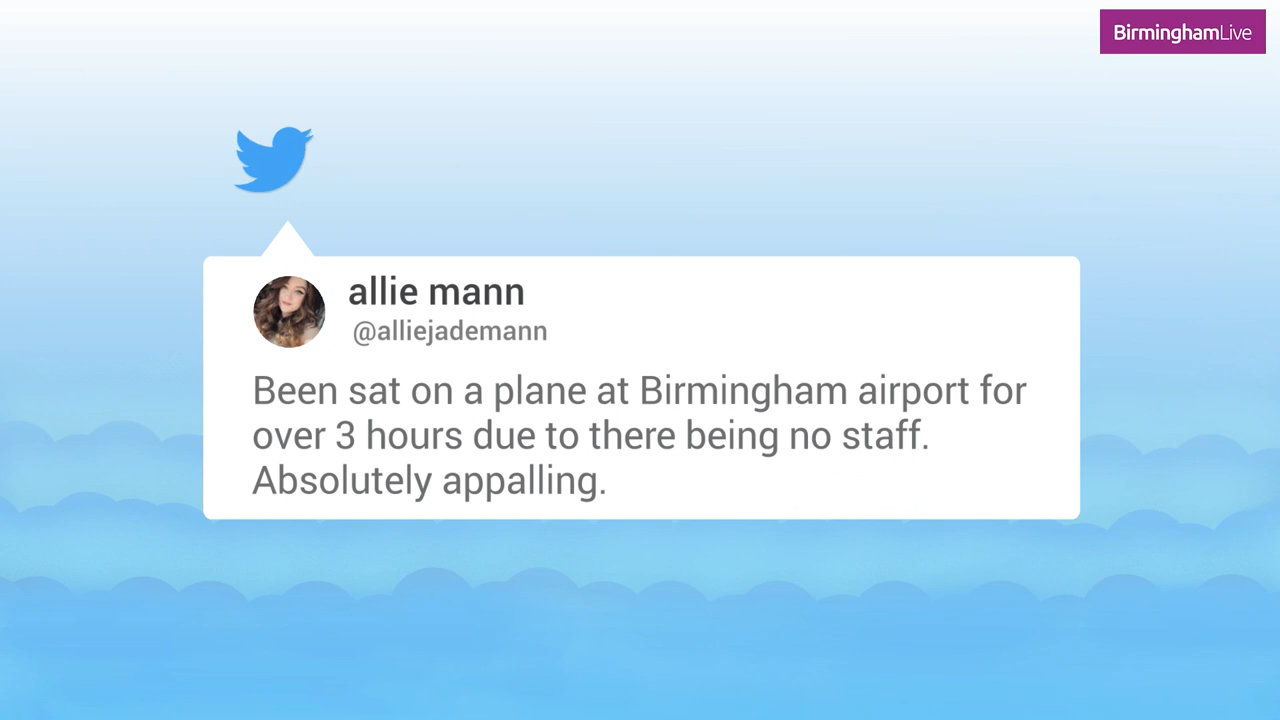 BirminghamLive
allie mann
@alliejademann
Been sat on a plane at Birmingham airport for
over 3 hours due to there being no staff.
Absolutely appalling.